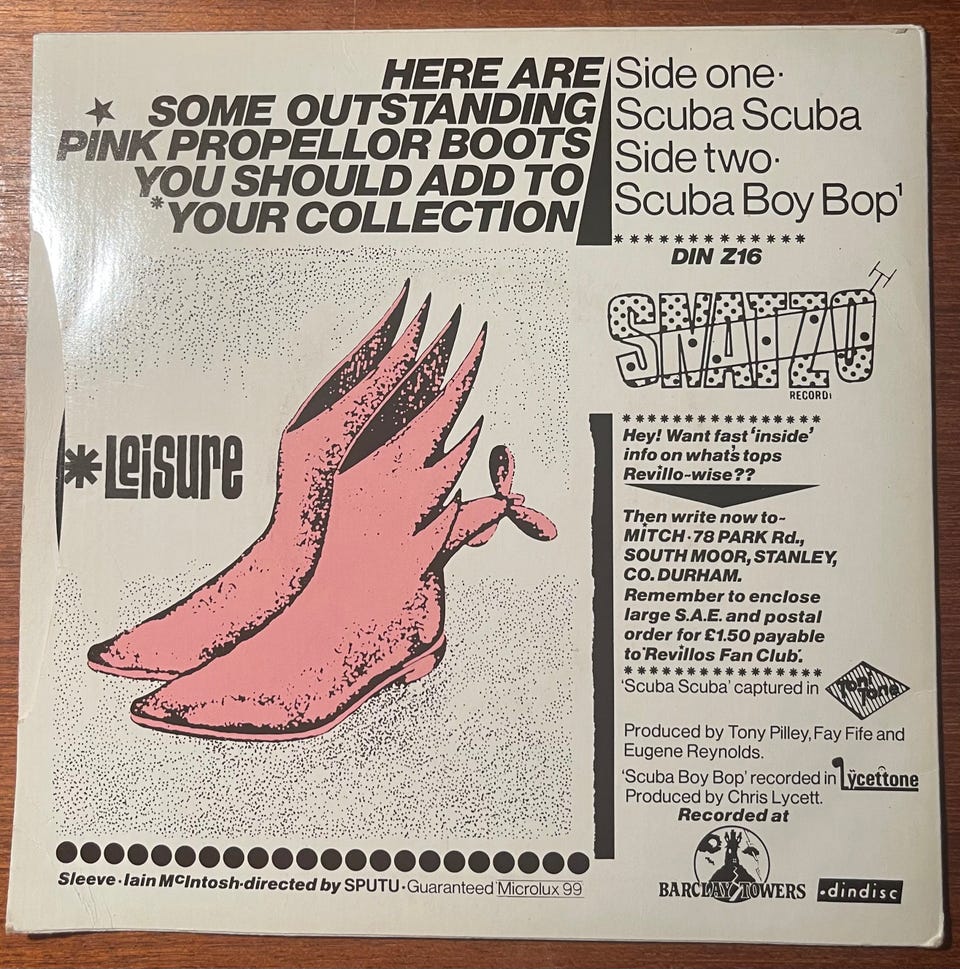 HERE ARE
SOME OUTSTANDING
PINK PROPELLOR BOOTS
YOU SHOULD ADD TO
*YOUR COLLECTION
*Leisure
Side one·
Scuba Scuba
Side two·
Scuba Boy Bop¹
DIN Z16
SNATZO
RECORD
Hey! Want fast 'inside'
info on what's tops
Revillo-wise??
Then write now to~
MITCH·78 PARK Rd.,
SOUTH MOOR, STANLEY,
CO. DURHAM.
Remember to enclose
large S.A.E. and postal
order for £1.50 payable
to 'Revillos Fan Club'.
'Scuba Scuba' captured in
Tony Tone
Produced by Tony Pilley, Fay Fife and
Eugene Reynolds.
'Scuba Boy Bop' recorded in Lycettone
Produced by Chris Lycett.
Recorded at
BARCLAY TOWERS
·dindisc
Sleeve·Iain McIntosh·directed by SPUTU·Guaranteed Microlux 99